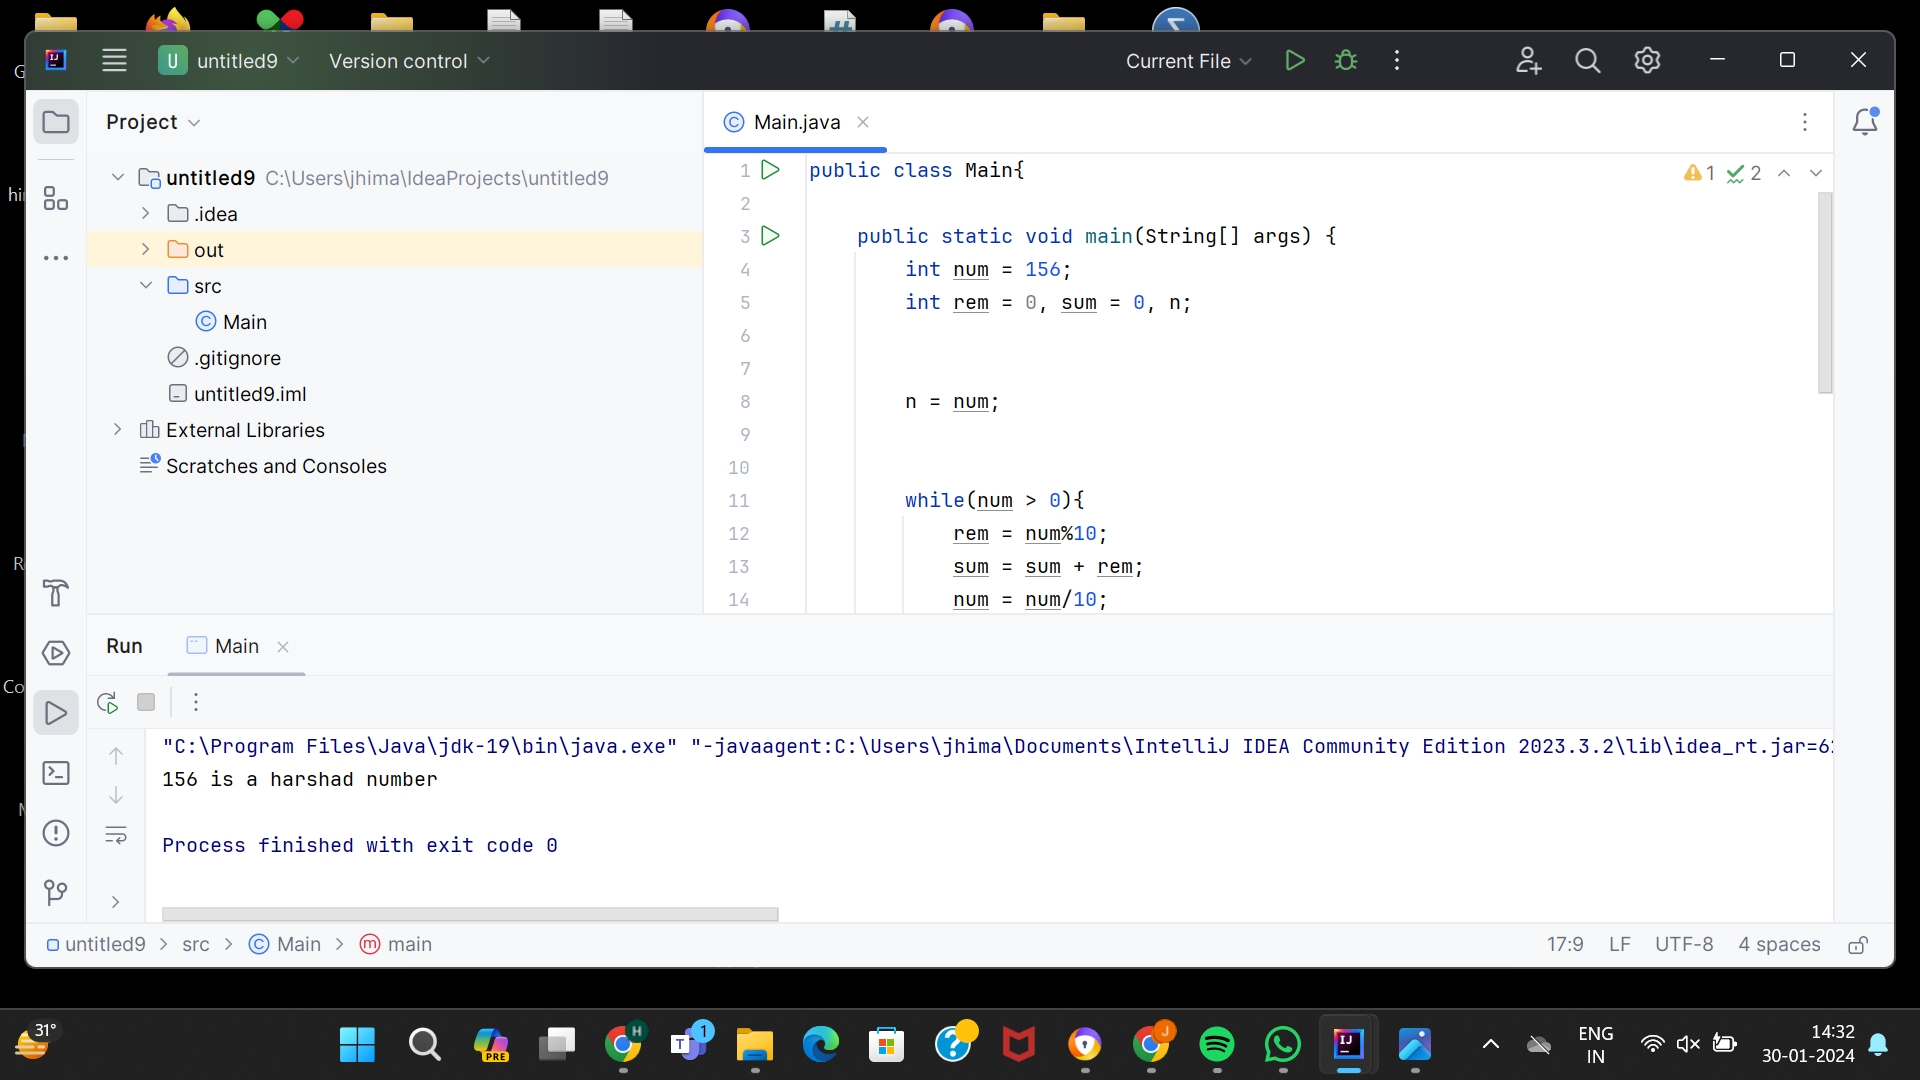 G
hi
R
Co
U untitled9 Version control
Current File
Project
untitled9 C:\Users\jhima\IdeaProjects\untitled9
.idea
out
src
Main
.gitignore
untitled9.iml
External Libraries
Scratches and Consoles
Main.java
1 2
1 public class Main{
2
3 public static void main(String[] args) {
4 int num = 156;
5 int rem = 0, sum = 0, n;
6
7
8 n = num;
9
10
11 while(num > 0){
12 rem = num%10;
13 sum = sum + rem;
14 num = num/10;
Run Main
"C:\Program Files\Java\jdk-19\bin\java.exe" "-javaagent:C:\Users\jhima\Documents\IntelliJ IDEA Community Edition 2023.3.2\lib\idea_rt.jar=6
156 is a harshad number
Process finished with exit code 0
untitled9 > src > Main > main
17:9 LF UTF-8 4 spaces
31°
PRE
H
T 1
J
IJ
ENG
IN
14:32
30-01-2024